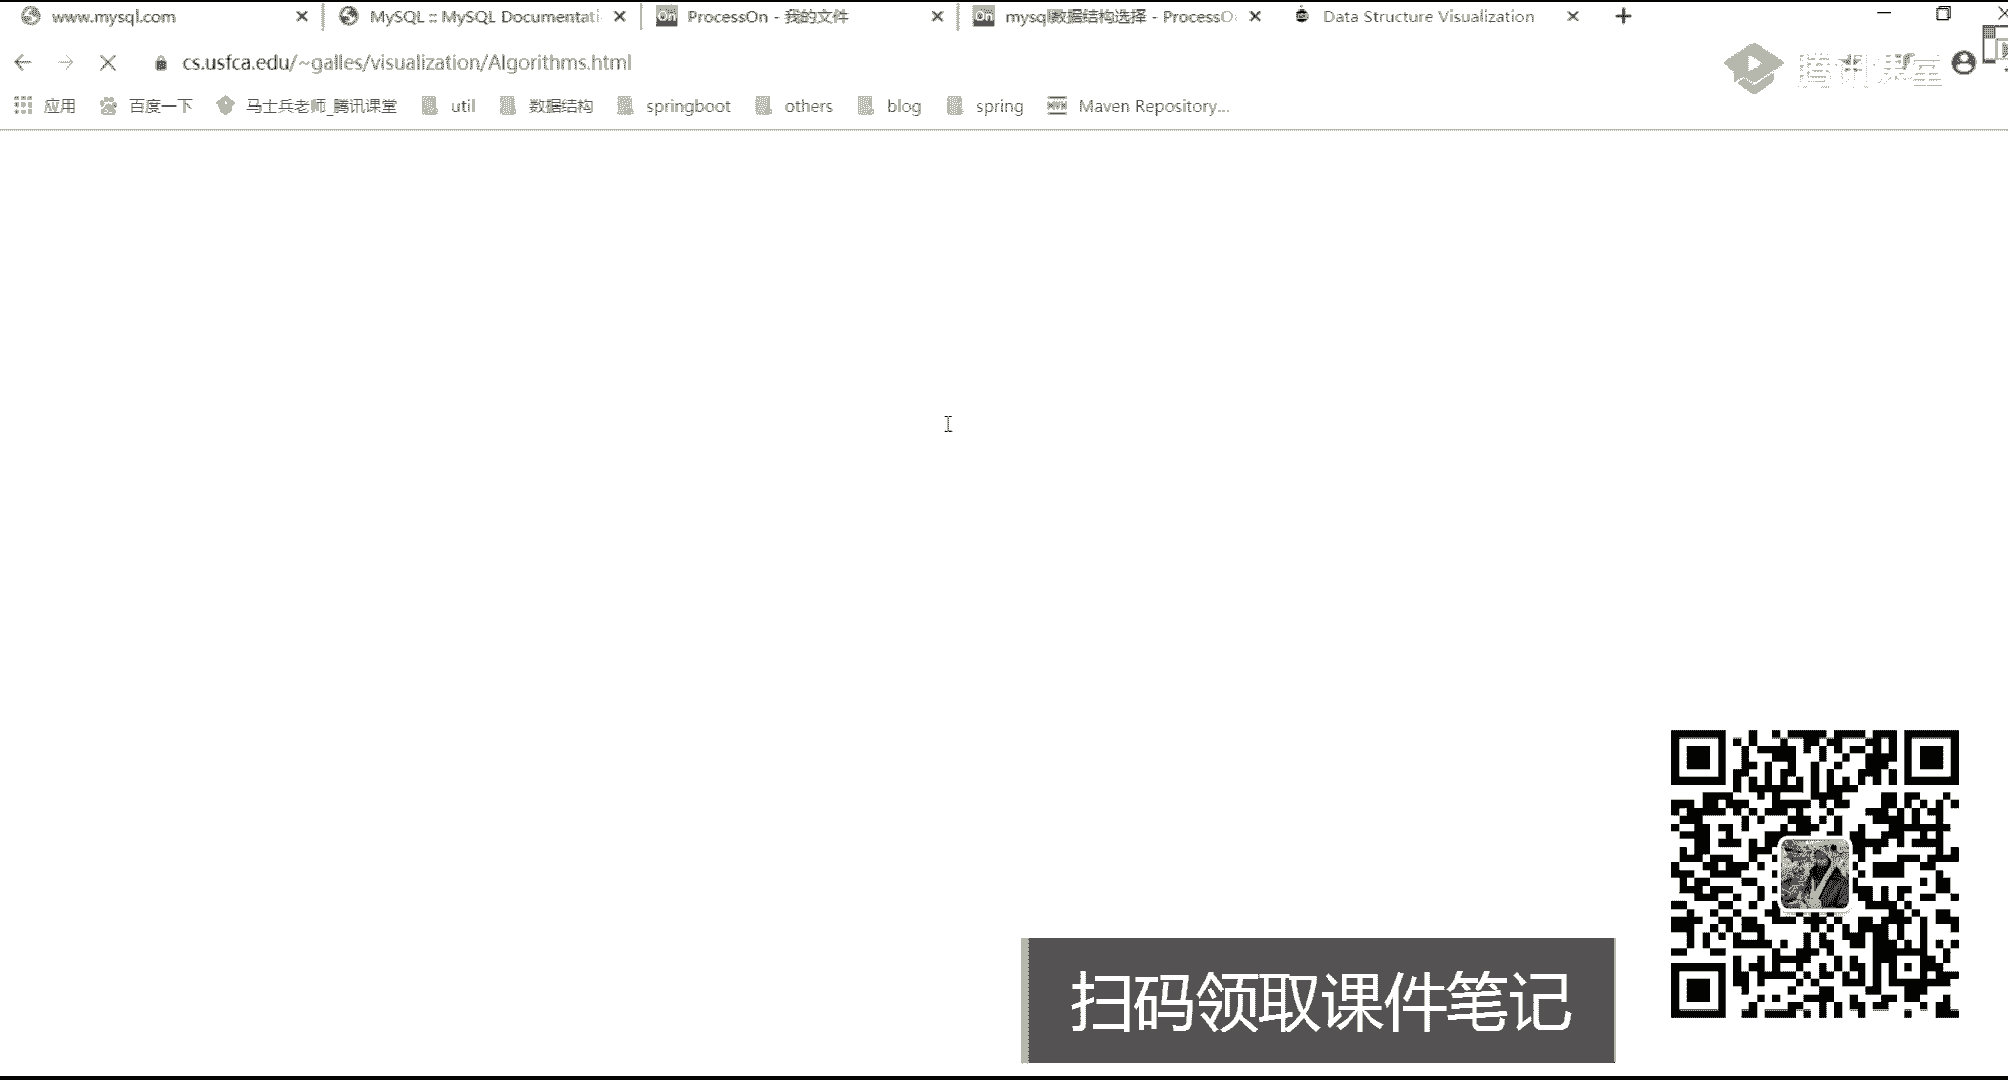 www.mysql.com
MySQL :: MySQL Documentati
On ProcessOn - 我的文件
On mysql数据结构选择 - ProcessO
Data Structure Visualization
cs.usfca.edu/~galles/visualization/Algorithms.html
腾讯课堂
应用 百度一下 马士兵老师_腾讯课堂 util 数据结构 springboot others blog spring Maven Repository...
扫码领取课件笔记